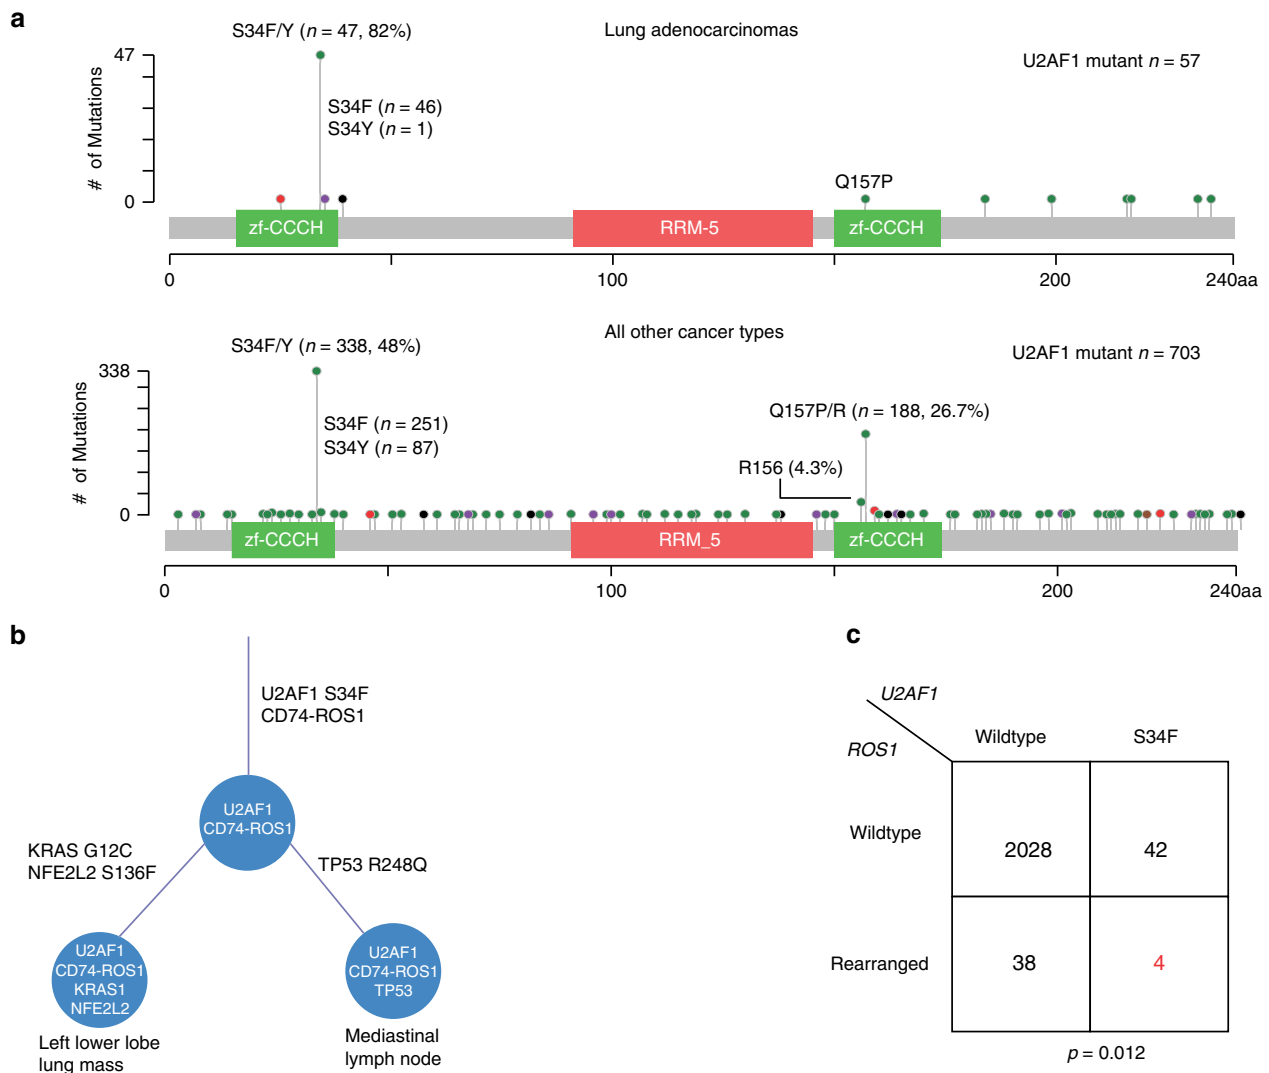 a
S34F/Y (n = 47, 82%)
Lung adenocarcinomas
U2AF1 mutant n = 57
47
S34F (n = 46)
S34Y (n = 1)
# of Mutations
0
Q157P
zf-CCCH
RRM-5
zf-CCCH
0
100
200
240aa
All other cancer types
S34F/Y (n = 338, 48%)
U2AF1 mutant n = 703
338
Q157P/R (n = 188, 26.7%)
S34F (n = 251)
S34Y (n = 87)
R156 (4.3%)
# of Mutations
0
zf-CCCH
RRM_5
zf-CCCH
0
100
200
240aa
b
U2AF1 S34F
CD74-ROS1
U2AF1
CD74-ROS1
KRAS G12C
NFE2L2 S136F
TP53 R248Q
U2AF1
CD74-ROS1
KRAS1
NFE2L2
U2AF1
CD74-ROS1
TP53
Left lower lobe
lung mass
Mediastinal
lymph node
c
U2AF1
ROS1
Wildtype
S34F
Wildtype
2028
42
Rearranged
38
4
p = 0.012